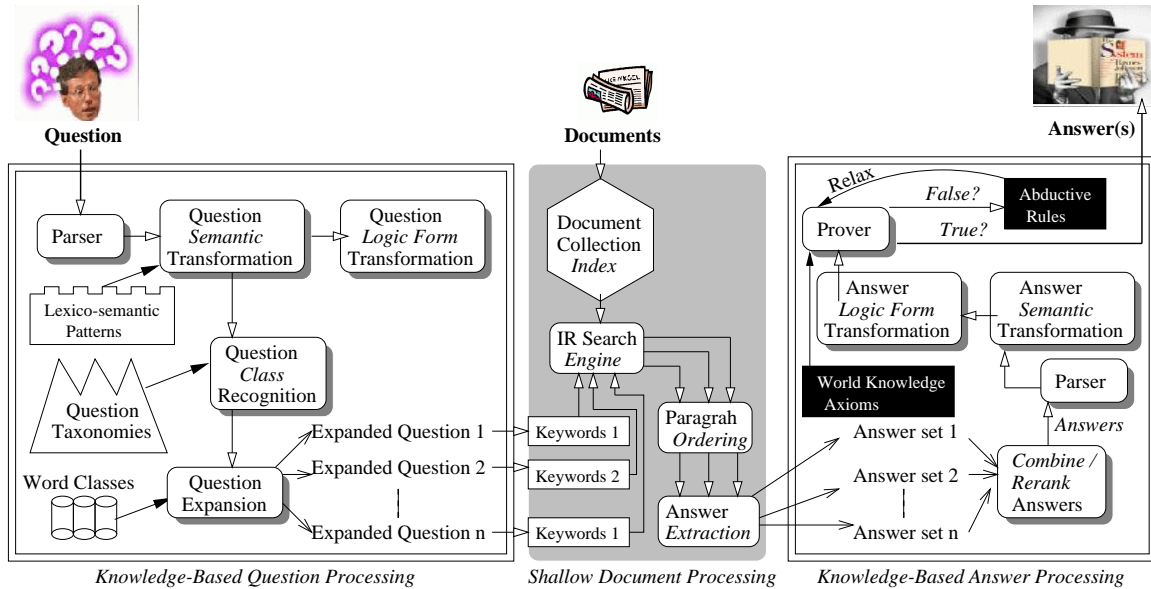 Question
Documents
Answer(s)
Parser
Question
Semantic
Transformation
Question
Logic Form
Transformation
Lexico-semantic
Patterns
Question
Class
Recognition
Question
Taxonomies
Word Classes
Question
Expansion
Expanded Question 1
Expanded Question 2
Expanded Question n
Knowledge-Based Question Processing
Document
Collection
Index
IR Search
Engine
Keywords 1
Keywords 2
Keywords 1
Paragrah
Ordering
Answer
Extraction
Shallow Document Processing
System
Relax
False?
True?
Abductive
Rules
Prover
Answer
Logic Form
Transformation
Answer
Semantic
Transformation
World Knowledge
Axioms
Parser
Answers
Answer set 1
Answer set 2
Answer set n
Combine /
Rerank
Answers
Knowledge-Based Answer Processing